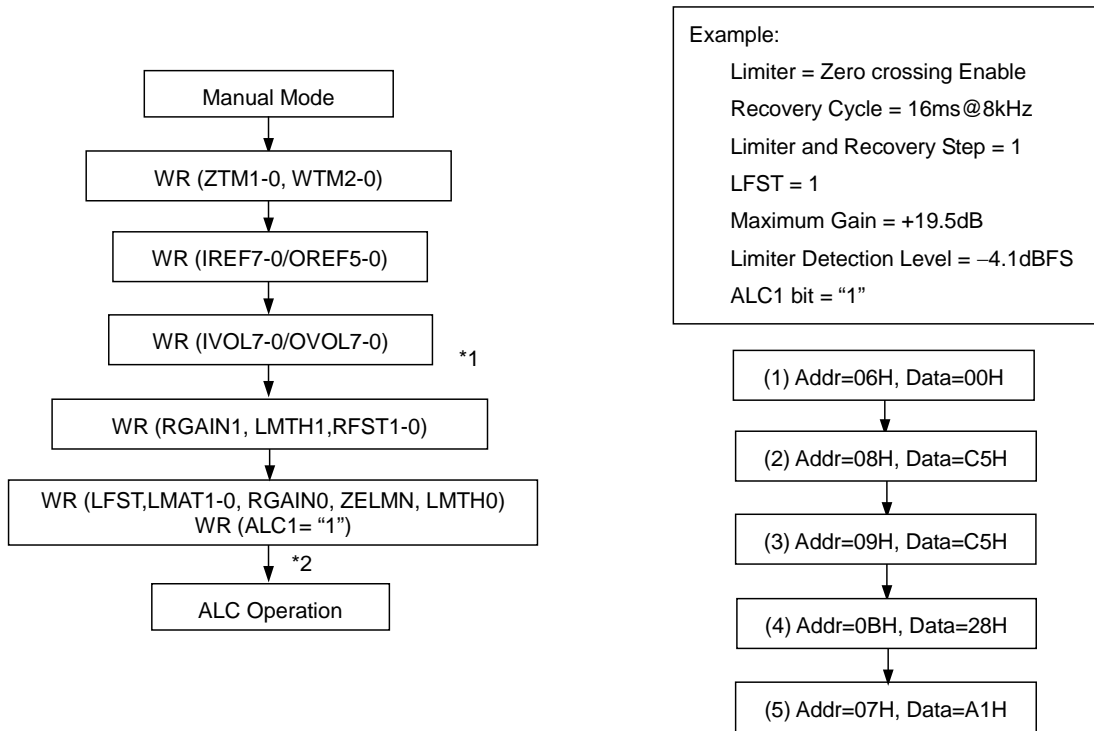 Manual Mode
WR (ZTM1-0, WTM2-0)
WR (IREF7-0/OREF5-0)
WR (IVOL7-0/OVOL7-0)
*1
WR (RGAIN1, LMTH1,RFST1-0)
WR (LFST,LMAT1-0, RGAIN0, ZELMN, LMTH0)
WR (ALC1= “1”)
*2
ALC Operation
Example:
Limiter = Zero crossing Enable
Recovery Cycle = 16ms@8kHz
Limiter and Recovery Step = 1
LFST = 1
Maximum Gain = +19.5dB
Limiter Detection Level = −4.1dBFS
ALC1 bit = “1”
(1) Addr=06H, Data=00H
(2) Addr=08H, Data=C5H
(3) Addr=09H, Data=C5H
(4) Addr=0BH, Data=28H
(5) Addr=07H, Data=A1H